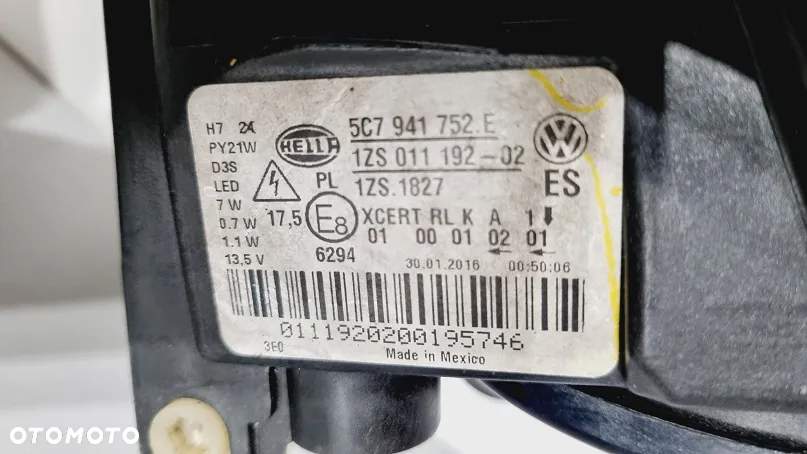 H7 24
PY21W
D3S
LED
7 W
0.7 W
1.1 W
13,5 V
HELLA
5C7 941 752 E
1ZS 011 192-02
PL 1ZS.1827
ES
17,5 E8
6294
XCERT RL K A 1
01 00 01 02 01
30.01.2016 00:50:06
0111920200195746
3E0
Made in Mexico
OTOMOTO